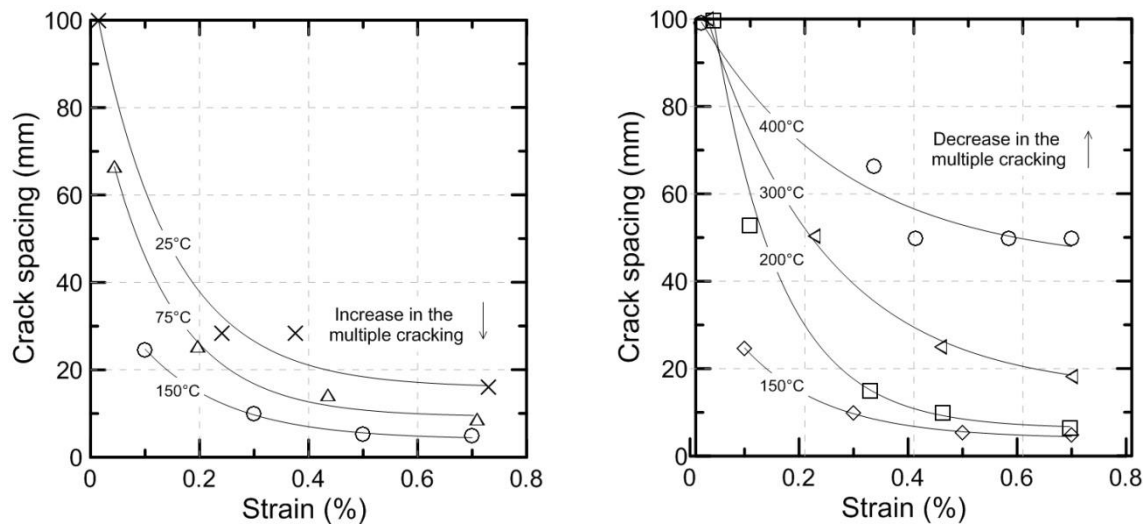 100
80
60
40
20
0
Crack spacing (mm)
25°C
75°C
150°C
Increase in the
multiple cracking
0 0.2 0.4 0.6 0.8
Strain (%)
100
80
60
40
20
0
Crack spacing (mm)
400°C
300°C
200°C
150°C
Decrease in the
multiple cracking
0 0.2 0.4 0.6 0.8
Strain (%)